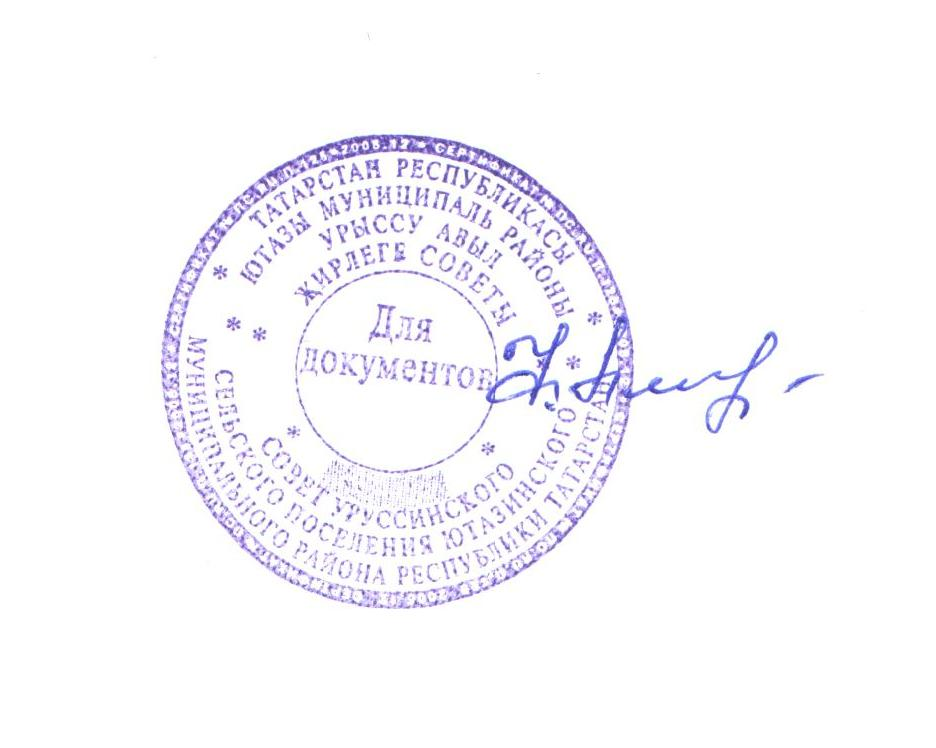 ТАТАРСТАН РЕСПУБЛИКАСЫ
ЮТАЗЫ МУНИЦИПАЛЬ РАЙОНЫ
УРЫССУ АВЫЛ
ҖИРЛЕГЕ СОВЕТЫ
Для
документов
СОВЕТ УРУССИНСКОГО
СЕЛЬСКОГО ПОСЕЛЕНИЯ ЮТАЗИНСКОГО
МУНИЦИПАЛЬНОГО РАЙОНА РЕСПУБЛИКИ ТАТАРСТАН